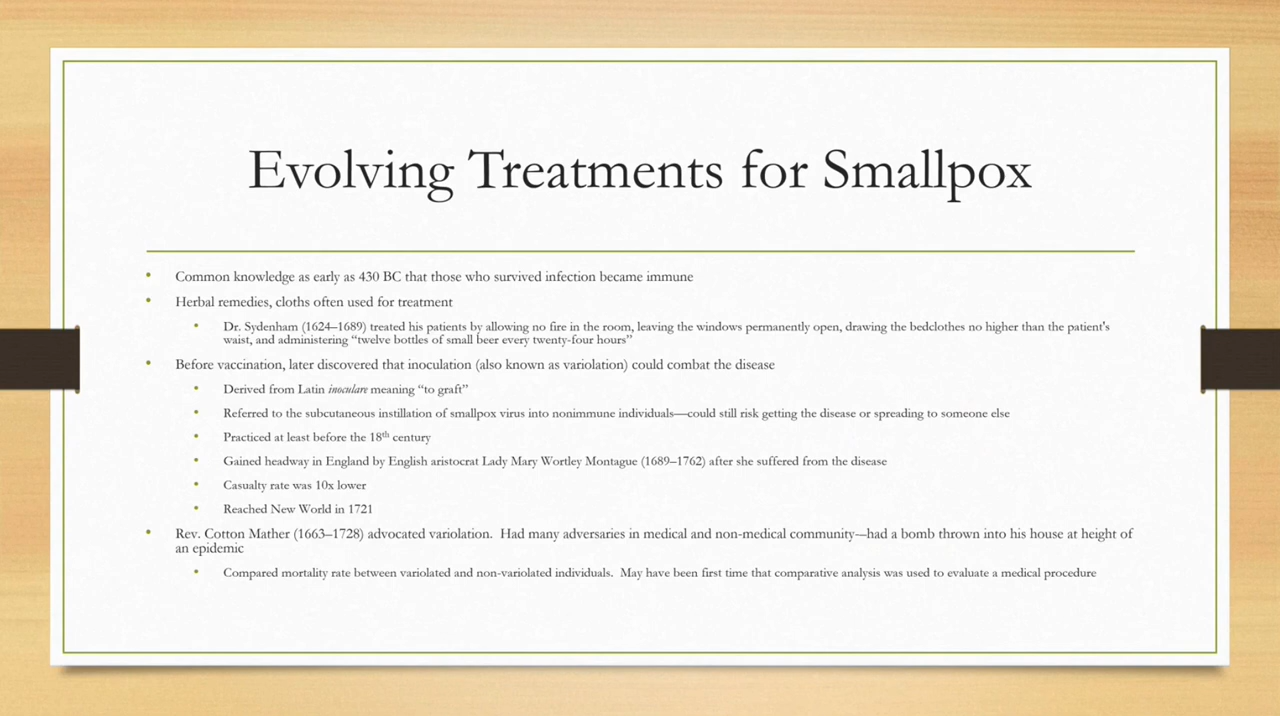 Evolving Treatments for Smallpox
• Common knowledge as early as 430 BC that those who survived infection became immune
• Herbal remedies, cloths often used for treatment
• Dr. Sydenham (1624–1689) treated his patients by allowing no fire in the room, leaving the windows permanently open, drawing the bedclothes no higher than the patient's
waist, and administering “twelve bottles of small beer every twenty-four hours”
• Before vaccination, later discovered that inoculation (also known as variolation) could combat the disease
• Derived from Latin inoculare meaning “to graft”
• Referred to the subcutaneous instillation of smallpox virus into nonimmune individuals—could still risk getting the disease or spreading to someone else
• Practiced at least before the 18th century
• Gained headway in England by English aristocrat Lady Mary Wortley Montague (1689–1762) after she suffered from the disease
• Casualty rate was 10x lower
• Reached New World in 1721
• Rev. Cotton Mather (1663–1728) advocated variolation.  Had many adversaries in medical and non-medical community—had a bomb thrown into his house at height of
an epidemic
• Compared mortality rate between variolated and non-variolated individuals.  May have been first time that comparative analysis was used to evaluate a medical procedure